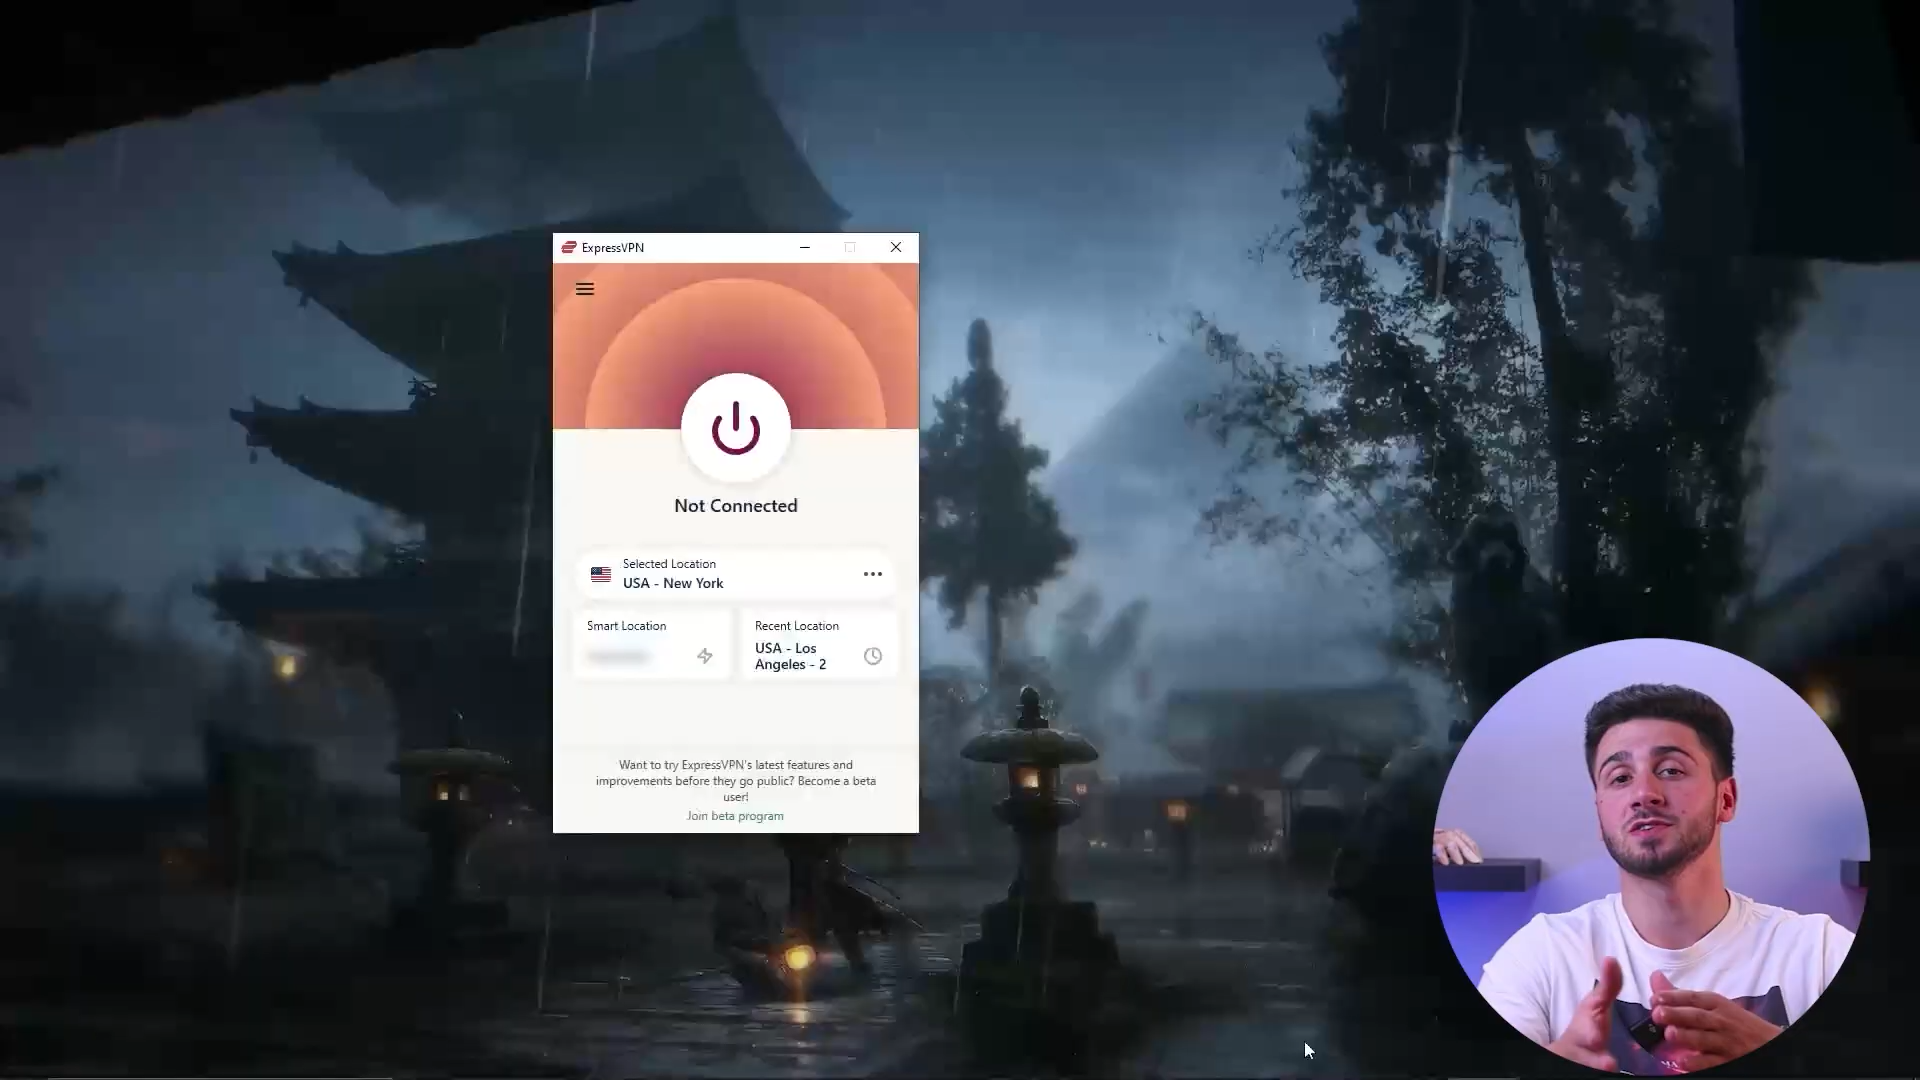 ExpressVPN
Not Connected
Selected Location
USA - New York
Smart Location
Recent Location
USA - Los
Angeles - 2
Want to try ExpressVPN's latest features and
improvements before they go public? Become a beta
user!
Join beta program